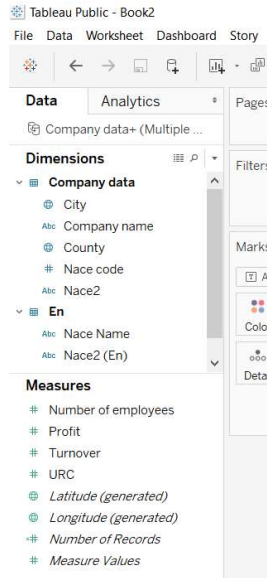 Tableau Public - Book2
File Data Worksheet Dashboard Story
Data Analytics
Pages
Company data+ (Multiple ...
Dimensions
Filters
Company data
City
Abc Company name
County
Marks
# Nace code
Abc Nace2
En
Colo
Abc Nace Name
Abc Nace2 (En)
Deta
Measures
# Number of employees
# Profit
# Turnover
# URC
Latitude (generated)
Longitude (generated)
=# Number of Records
# Measure Values